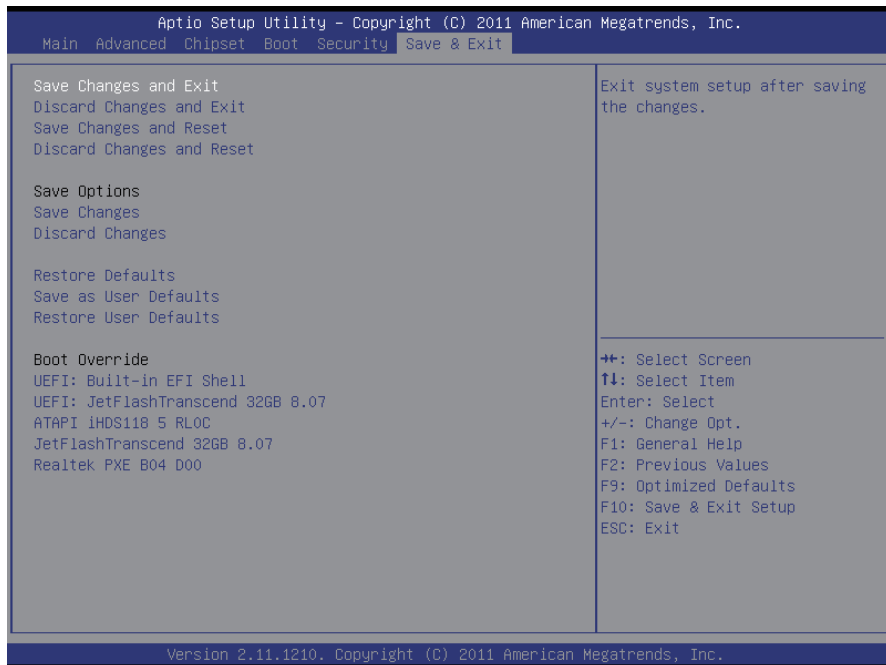 Aptio Setup Utility – Copyright (C) 2011 American Megatrends, Inc.
Main Advanced Chipset Boot Security Save & Exit
Save Changes and Exit
Discard Changes and Exit
Save Changes and Reset
Discard Changes and Reset
Save Options
Save Changes
Discard Changes
Restore Defaults
Save as User Defaults
Restore User Defaults
Boot Override
UEFI: Built-in EFI Shell
UEFI: JetFlashTranscend 32GB 8.07
ATAPI iHDS118 5 RL0C
JetFlashTranscend 32GB 8.07
Realtek PXE B04 D00
Exit system setup after saving
the changes.
→←: Select Screen
↑↓: Select Item
Enter: Select
+/-: Change Opt.
F1: General Help
F2: Previous Values
F9: Optimized Defaults
F10: Save & Exit Setup
ESC: Exit
Version 2.11.1210. Copyright (C) 2011 American Megatrends, Inc.